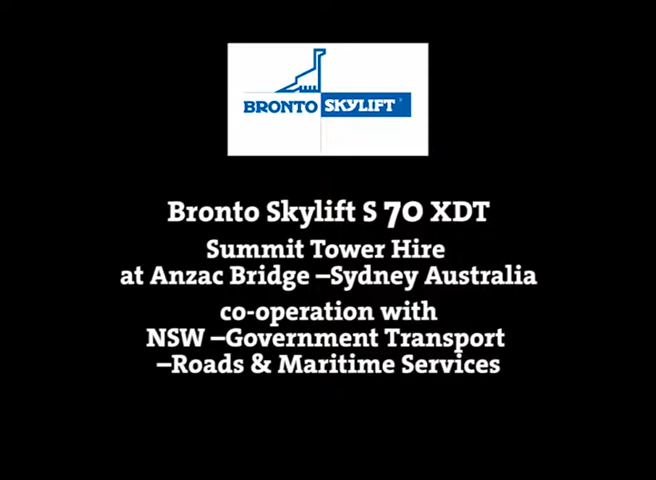 BRONTO SKYLIFT
Bronto Skylift S 70 XDT
Summit Tower Hire
at Anzac Bridge –Sydney Australia
co-operation with
NSW –Government Transport
–Roads & Maritime Services